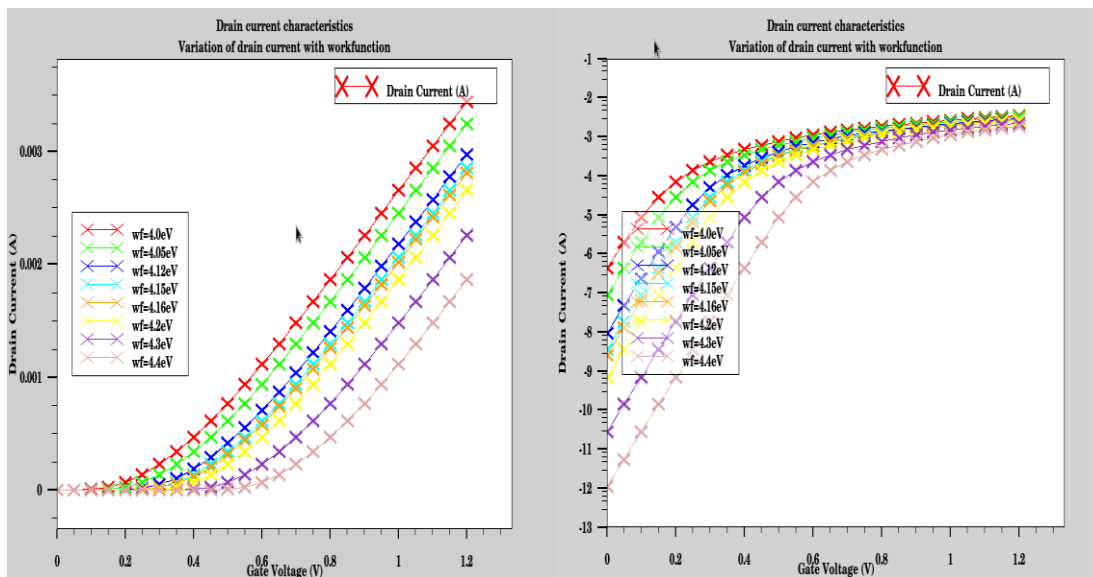 Drain current characteristics
Variation of drain current with workfunction
Drain Current (A)
0.003
0.002
0.001
0
Drain Current (A)
wf=4.0eV
wf=4.05eV
wf=4.12eV
wf=4.15eV
wf=4.16eV
wf=4.2eV
wf=4.3eV
wf=4.4eV
0
0.2
0.4
0.6
0.8
1
1.2
Gate Voltage (V)
Drain current characteristics
Variation of drain current with workfunction
Drain Current (A)
-1
-2
-3
-4
-5
-6
-7
-8
-9
-10
-11
-12
-13
Drain Current (A)
wf=4.0eV
wf=4.05eV
wf=4.12eV
wf=4.15eV
wf=4.16eV
wf=4.2eV
wf=4.3eV
wf=4.4eV
0
0.2
0.4
0.6
0.8
1
1.2
Gate Voltage (V)